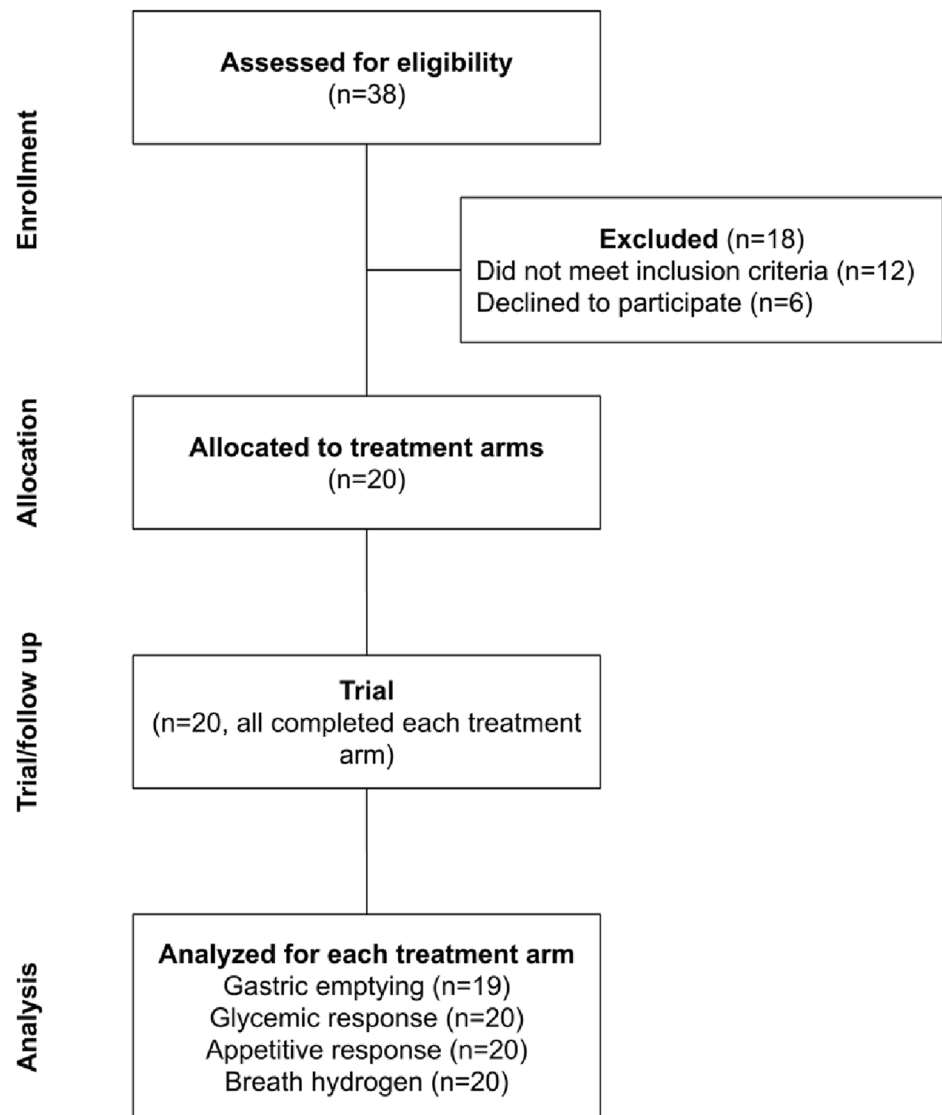 Enrollment
Assessed for eligibility
(n=38)
Excluded (n=18)
Did not meet inclusion criteria (n=12)
Declined to participate (n=6)
Allocation
Allocated to treatment arms
(n=20)
Trial/follow up
Trial
(n=20, all completed each treatment
arm)
Analysis
Analyzed for each treatment arm
Gastric emptying (n=19)
Glycemic response (n=20)
Appetitive response (n=20)
Breath hydrogen (n=20)